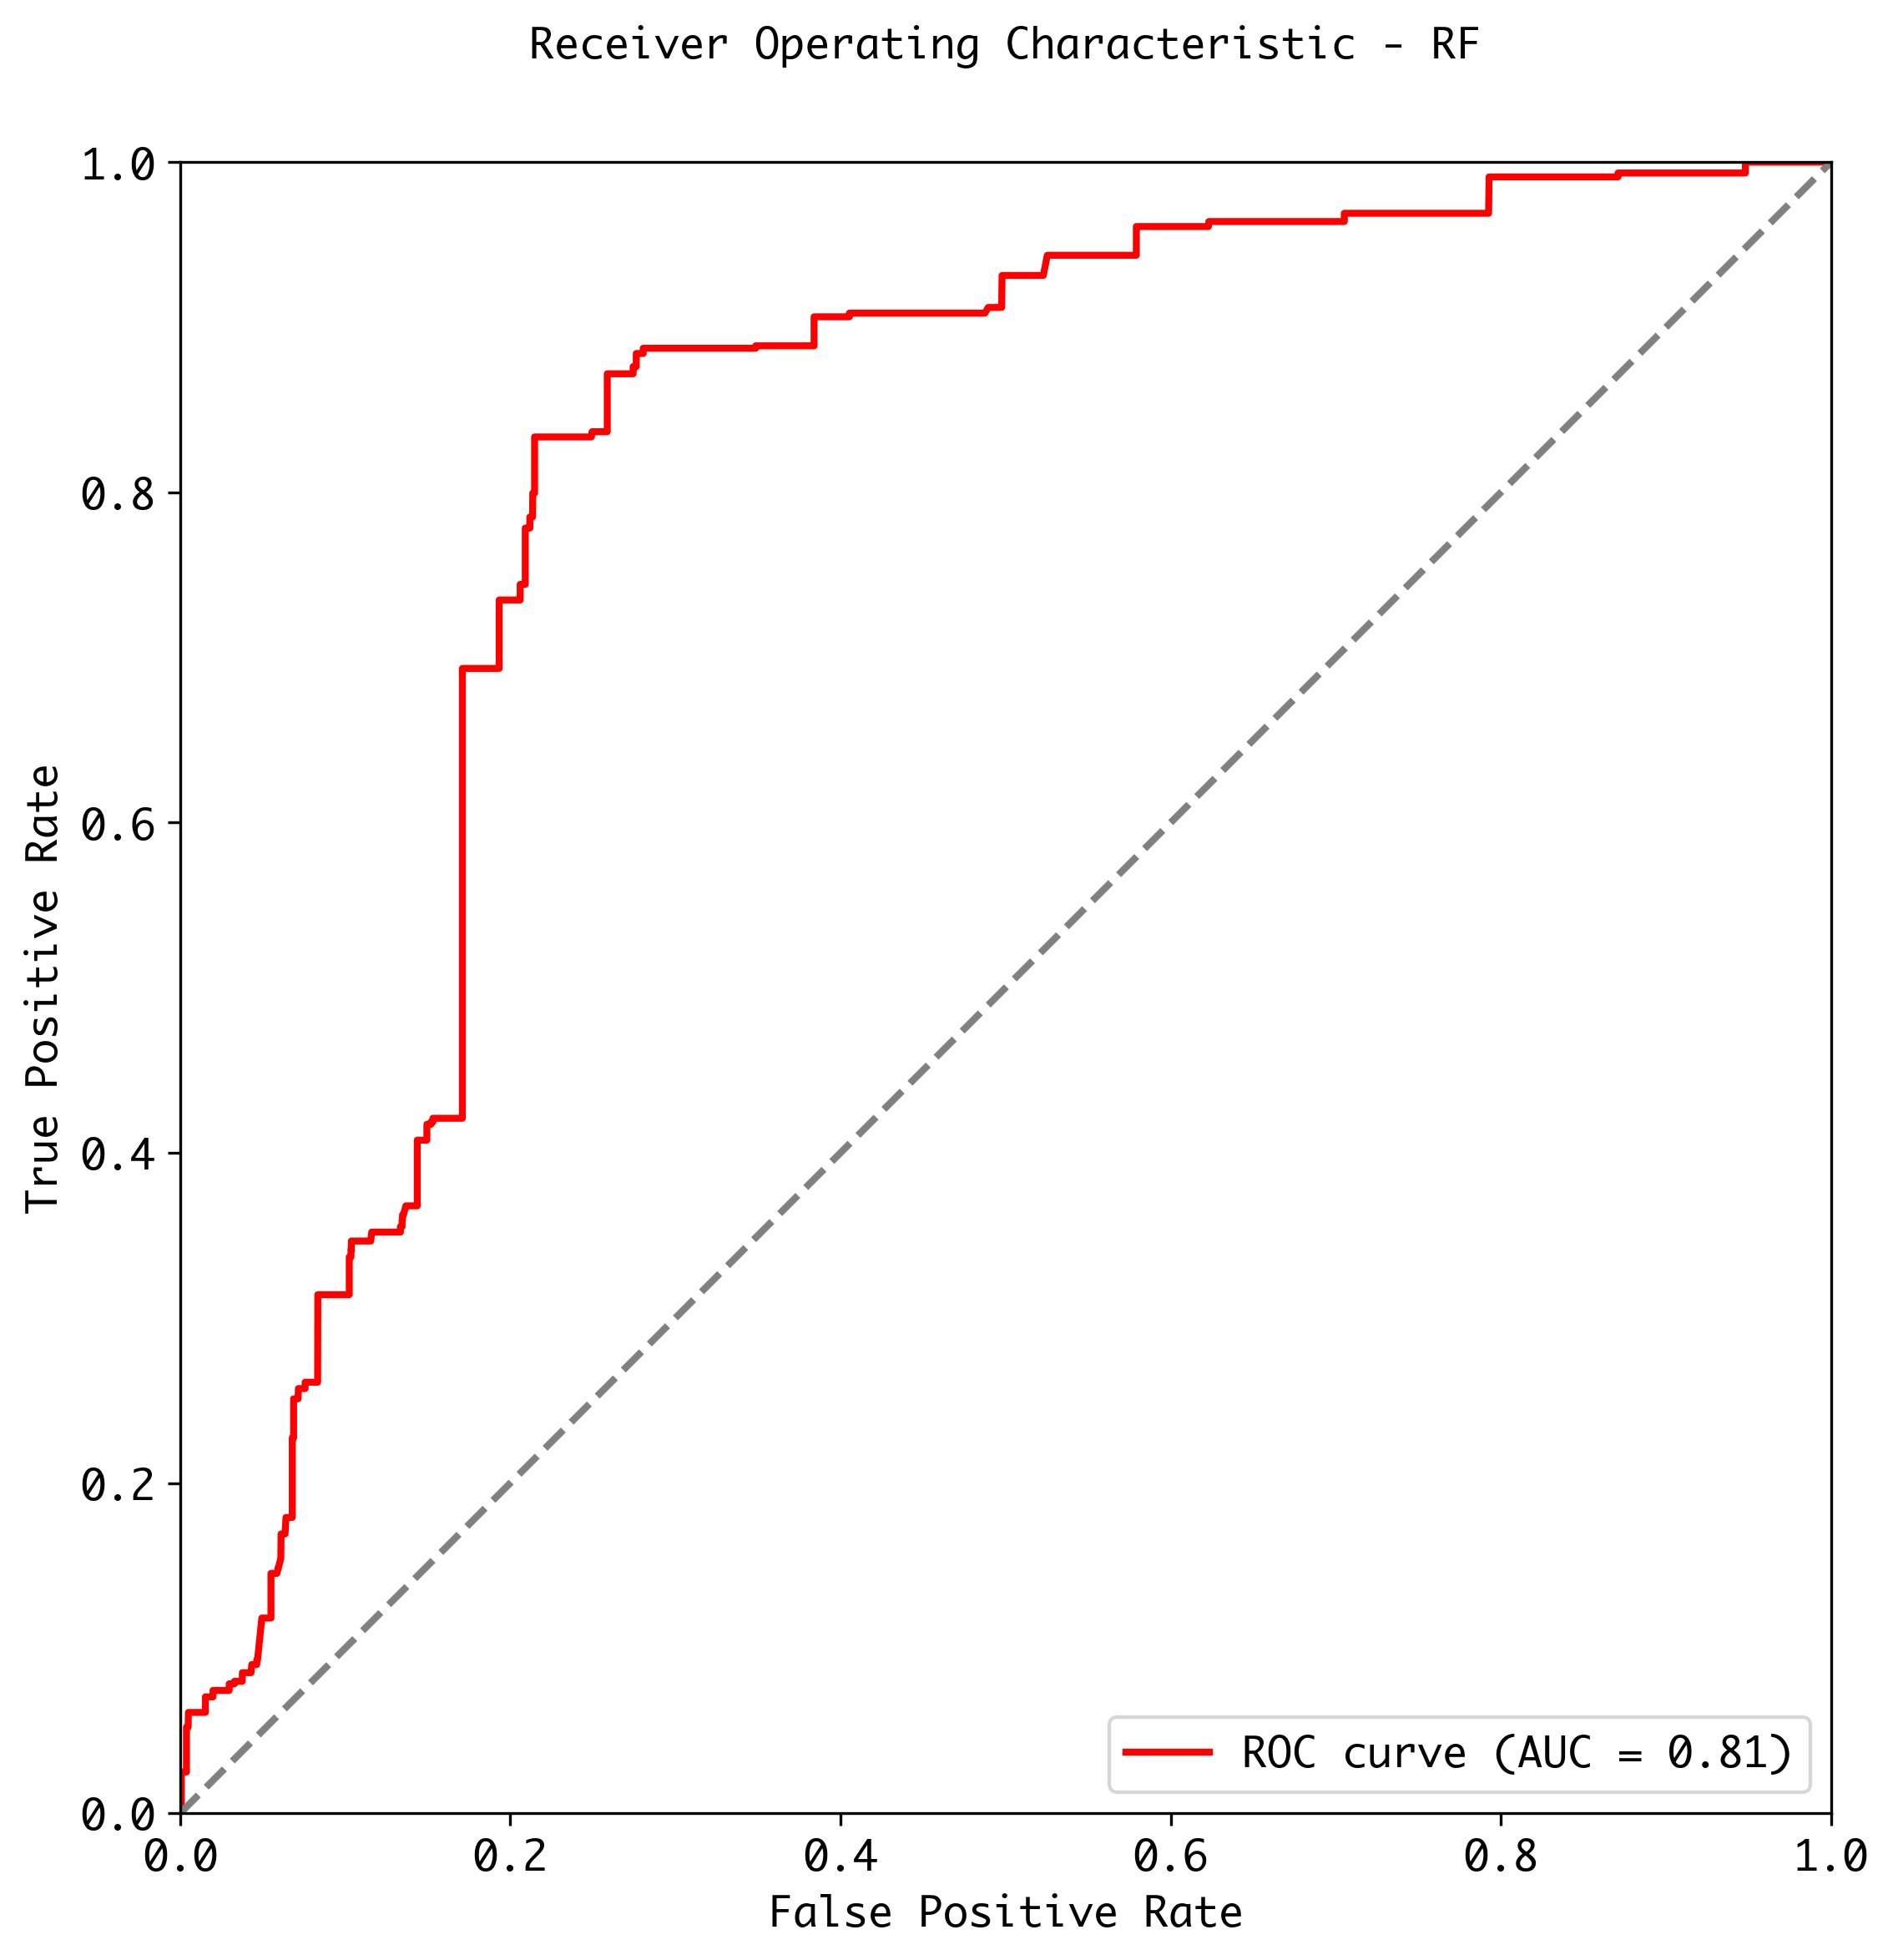 Receiver Operating Characteristic - RF
1.0
0.8
0.6
0.4
0.2
0.0
True Positive Rate
ROC curve (AUC = 0.81)
0.0 0.2 0.4 0.6 0.8 1.0
False Positive Rate